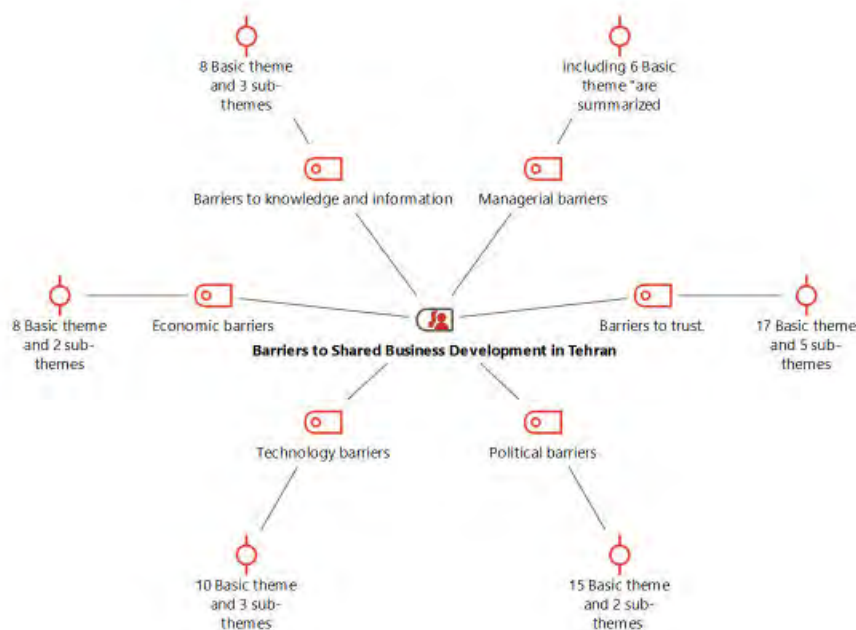 8 Basic theme
and 3 sub-
themes
including 6 Basic
theme "are
summarized
Barriers to knowledge and information
Managerial barriers
8 Basic theme
and 2 sub-
themes
Economic barriers
Barriers to trust.
17 Basic theme
and 5 sub-
themes
Barriers to Shared Business Development in Tehran
Technology barriers
Political barriers
10 Basic theme
and 3 sub-
themes
15 Basic theme
and 2 sub-
themes